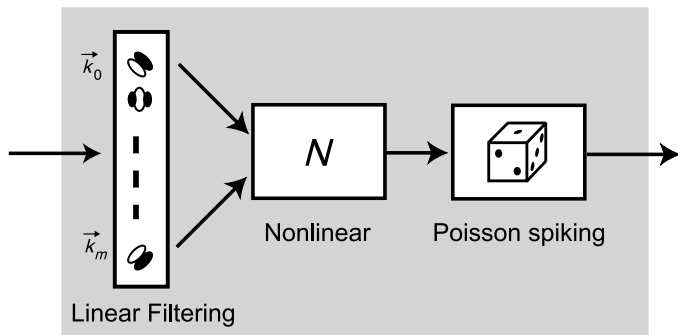 k₀
N
Nonlinear
Poisson spiking
kₘ
Linear Filtering